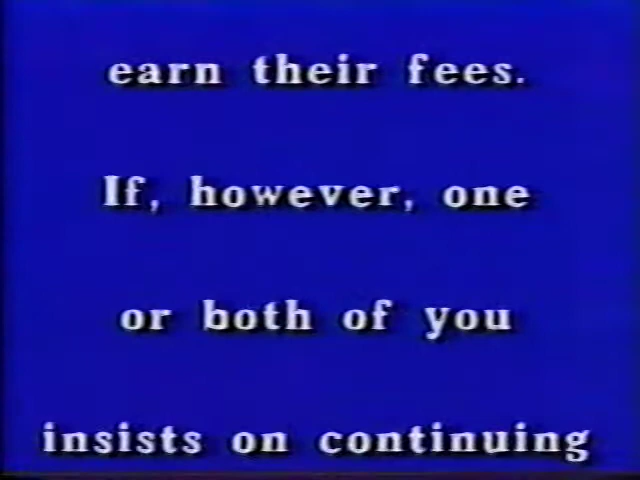 earn their fees.
If, however, one
or both of you
insists on continuing